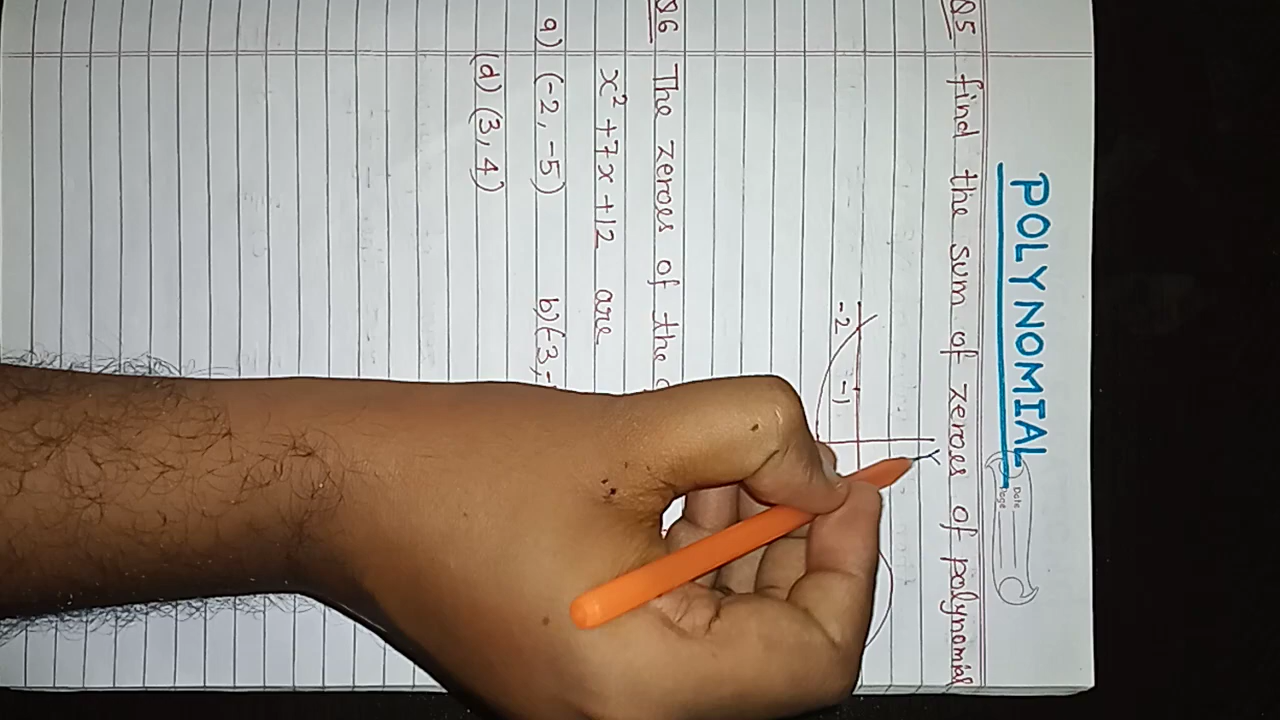 POLYNOMIAL
Date
Page
Q5 find the sum of zeroes of polynomial
Y
-2 -1
Q6 The zeroes of the
x² + 7x + 12 are
a) (-2, -5) b) (-3, -
(d) (3, 4)